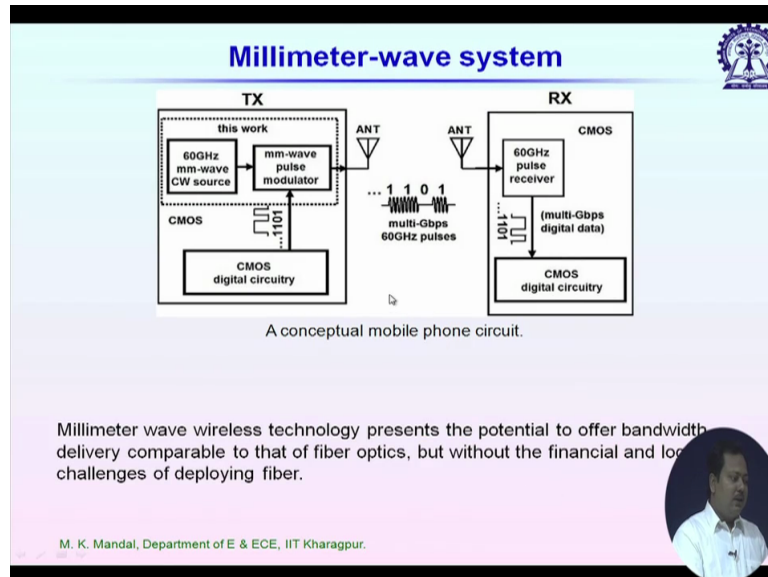 Millimeter-wave system
TX
RX
this work
60GHz
mm-wave
CW source
mm-wave
pulse
modulator
ANT
CMOS
...1101
CMOS
digital circuitry
... 1 1 0 1
multi-Gbps
60GHz pulses
ANT
CMOS
60GHz
pulse
receiver
...1101
(multi-Gbps
digital data)
CMOS
digital circuitry
A conceptual mobile phone circuit.
Millimeter wave wireless technology presents the potential to offer bandwidth
delivery comparable to that of fiber optics, but without the financial and
challenges of deploying fiber.
M. K. Mandal, Department of E & ECE, IIT Kharagpur.